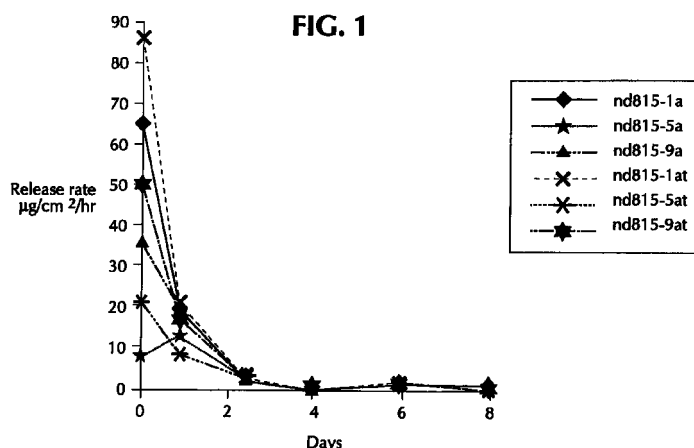 FIG. 1
90
80
70
60
50
40
30
20
10
0
Release rate
µg/cm 2/hr
0 2 4 6 8
Days
nd815-1a
nd815-5a
nd815-9a
nd815-1at
nd815-5at
nd815-9at